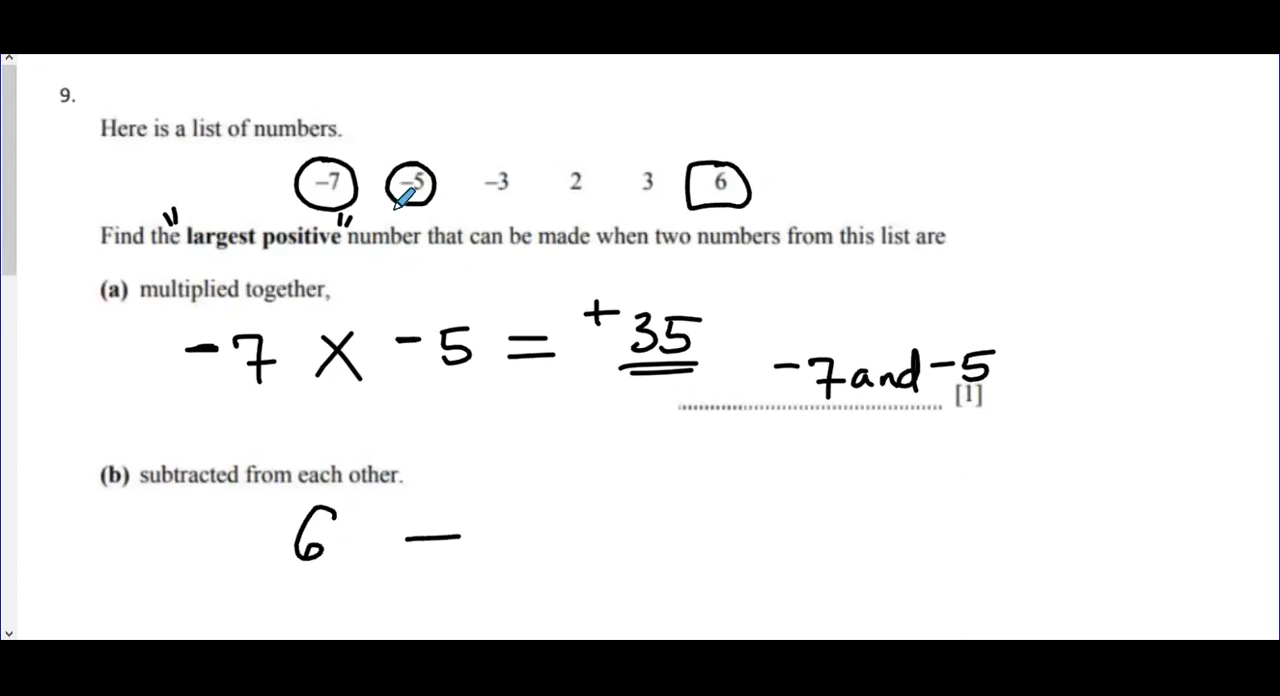 9.
Here is a list of numbers.
–7 –5 –3 2 3 6
Find the largest positive number that can be made when two numbers from this list are
(a) multiplied together,
-7 × -5 = +35
-7 and -5
[1]
(b) subtracted from each other.
6 –